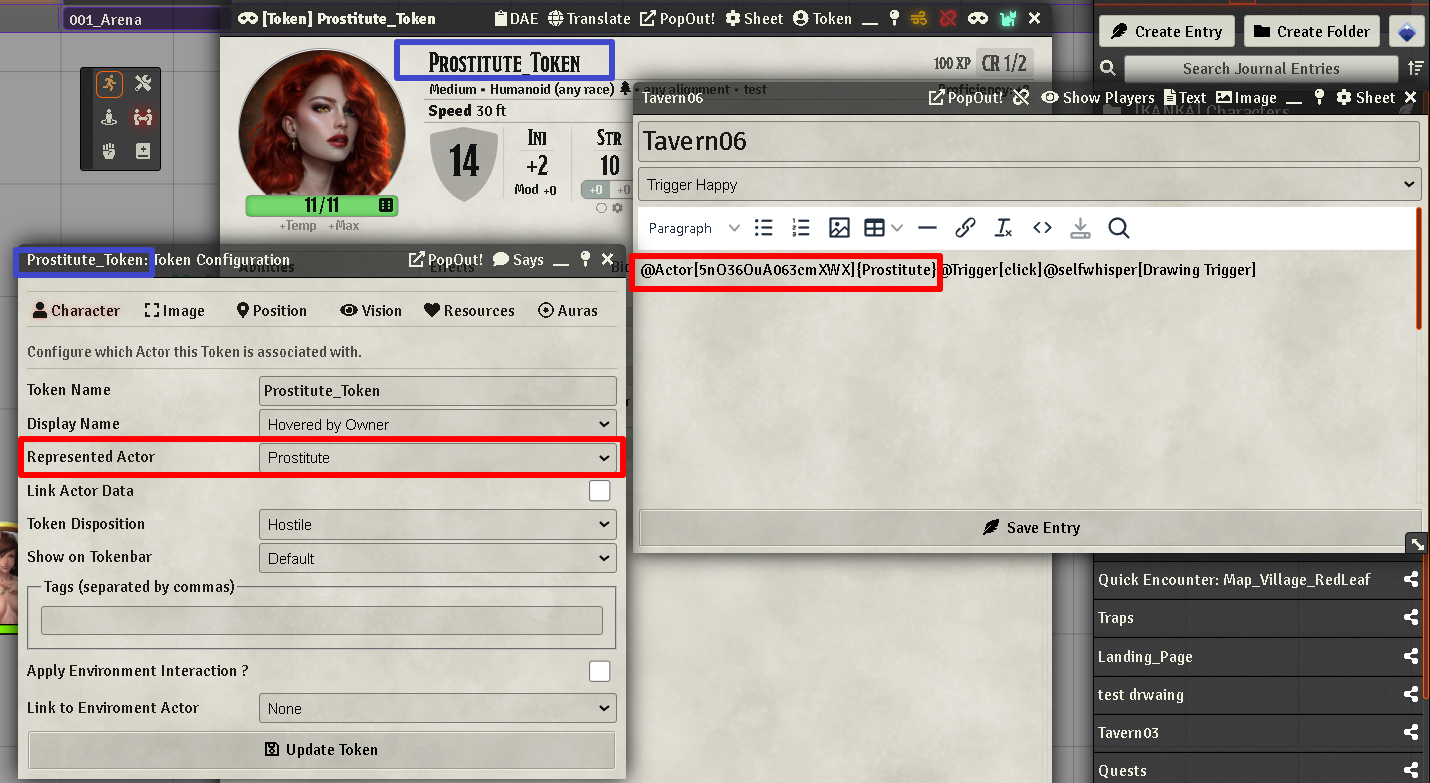 001_Arena
[Token] Prostitute_Token DAE Translate PopOut! Sheet Token
PROSTITUTE_TOKEN
100 XP CR 1/2
Medium • Humanoid (any race) • any alignment • test
Speed 30 ft
14
INI
+2
Mod +0
STR
10
+0 +0
11/11
+Temp +Max
Prostitute_Token: Token Configuration PopOut! Says
Character Image Position Vision Resources Auras
Configure which Actor this Token is associated with.
Token Name Prostitute_Token
Display Name Hovered by Owner
Represented Actor Prostitute
Link Actor Data
Token Disposition Hostile
Show on Tokenbar Default
Tags (separated by commas)
Apply Environment Interaction ?
Link to Enviroment Actor None
Update Token
Tavern06 PopOut! Show Players Text Image Sheet
Tavern06
Trigger Happy
Paragraph
@Actor[5nO36OuA063cmXWX]{Prostitute} @Trigger[click] @selfwhisper[Drawing Trigger]
Save Entry
Create Entry Create Folder
Search Journal Entries
[KANKA] Characters
Quick Encounter: Map_Village_RedLeaf
Traps
Landing_Page
test drwaing
Tavern03
Quests